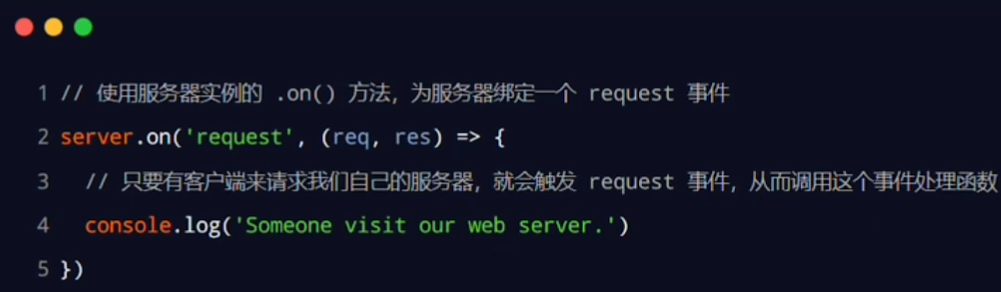 1 // 使用服务器实例的 .on() 方法，为服务器绑定一个 request 事件
2 server.on('request', (req, res) => {
3   // 只要有客户端来请求我们自己的服务器，就会触发 request 事件，从而调用这个事件处理函数
4   console.log('Someone visit our web server.')
5 })